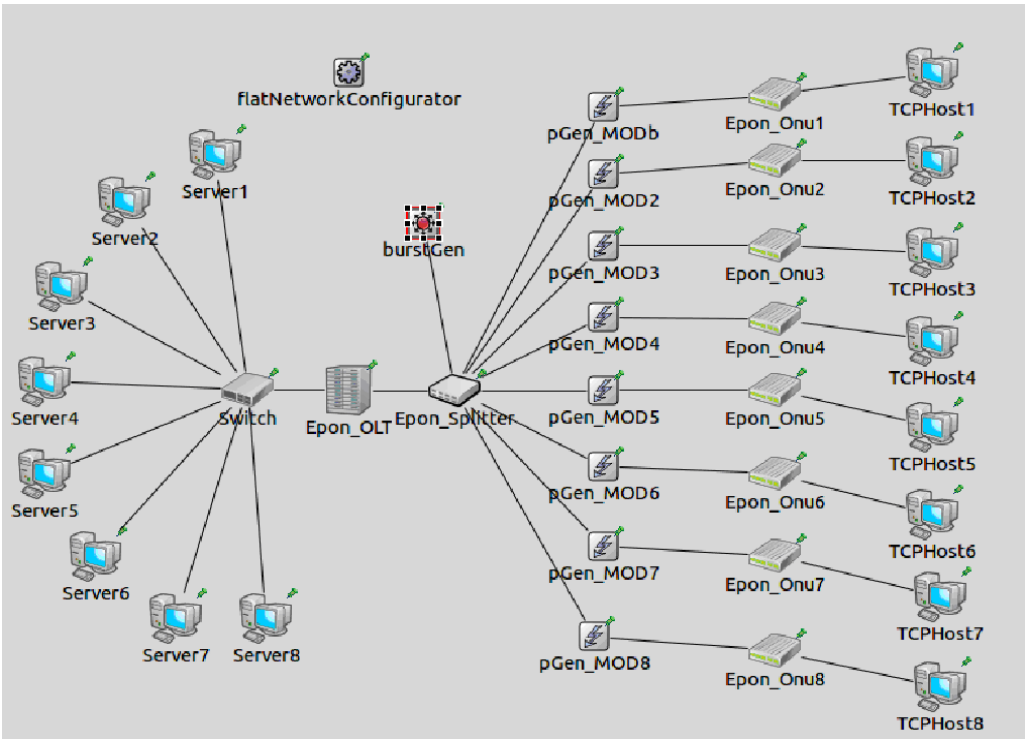 flatNetworkConfigurator
Server1
Server2
Server3
Server4
Server5
Server6
Server7
Server8
Switch
Epon_OLT
Epon_Splitter
burstGen
pGen_MODb
pGen_MOD2
pGen_MOD3
pGen_MOD4
pGen_MOD5
pGen_MOD6
pGen_MOD7
pGen_MOD8
Epon_Onu1
Epon_Onu2
Epon_Onu3
Epon_Onu4
Epon_Onu5
Epon_Onu6
Epon_Onu7
Epon_Onu8
TCPHost1
TCPHost2
TCPHost3
TCPHost4
TCPHost5
TCPHost6
TCPHost7
TCPHost8